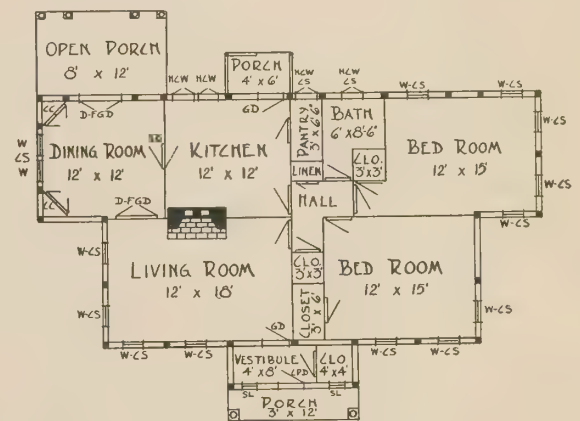 OPEN PORCH
8' x 12'
PORCH
4' x 6'
HCW HCW
HCW
CS
HCW
CS
W-CS
W-CS
CC
D-FGD
GD
W
CS
W
DINING ROOM
12' x 12'
KITCHEN
12' x 12'
PANTRY
3' x 6'6"
BATH
6' x 8'-6"
CLO.
3'x3'
BED ROOM
12' x 15'
W-CS
W-CS
LINEN
HALL
CC
D-FGD
W-CS
W-CS
LIVING ROOM
12' x 18'
CLO
3'x3'
BED ROOM
12' x 15'
W-CS
W-CS
CLOSET
3' x 6'
GD
W-CS
W-CS
W-CS
W-CS
VESTIBULE
4' x 8'
CLO
4'x4'
SL
SL
PORCH
3' x 12'